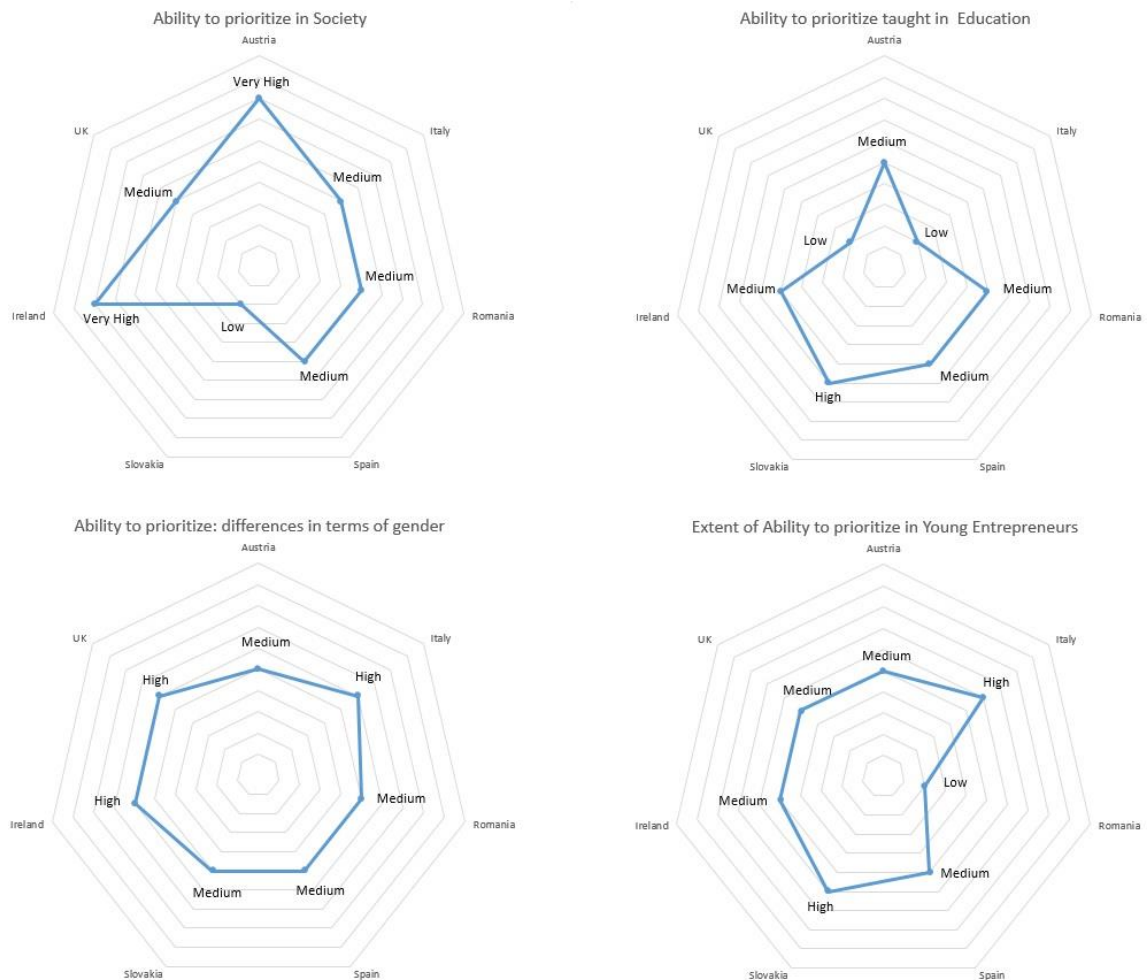 Ability to prioritize in Society
Austria
Very High
UK
Italy
Medium
Medium
Medium
Ireland
Very High
Low
Romania
Medium
Slovakia
Spain
Ability to prioritize taught in Education
Austria
Medium
UK
Italy
Low
Low
Medium
Medium
Ireland
Romania
High
Medium
Slovakia
Spain
Ability to prioritize: differences in terms of gender
Austria
Medium
UK
Italy
High
High
High
Medium
Ireland
Romania
Medium
Medium
Slovakia
Spain
Extent of Ability to prioritize in Young Entrepreneurs
Austria
Medium
UK
Italy
Medium
High
Medium
Low
Ireland
Romania
High
Medium
Slovakia
Spain